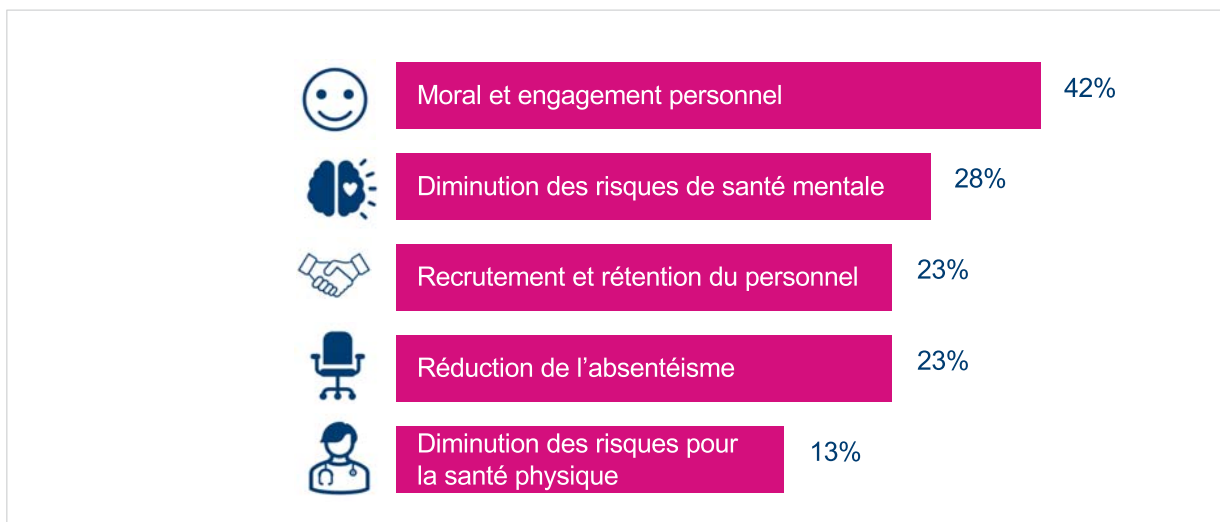 Moral et engagement personnel
42%
Diminution des risques de santé mentale
28%
Recrutement et rétention du personnel
23%
Réduction de l’absentéisme
23%
Diminution des risques pour
la santé physique
13%